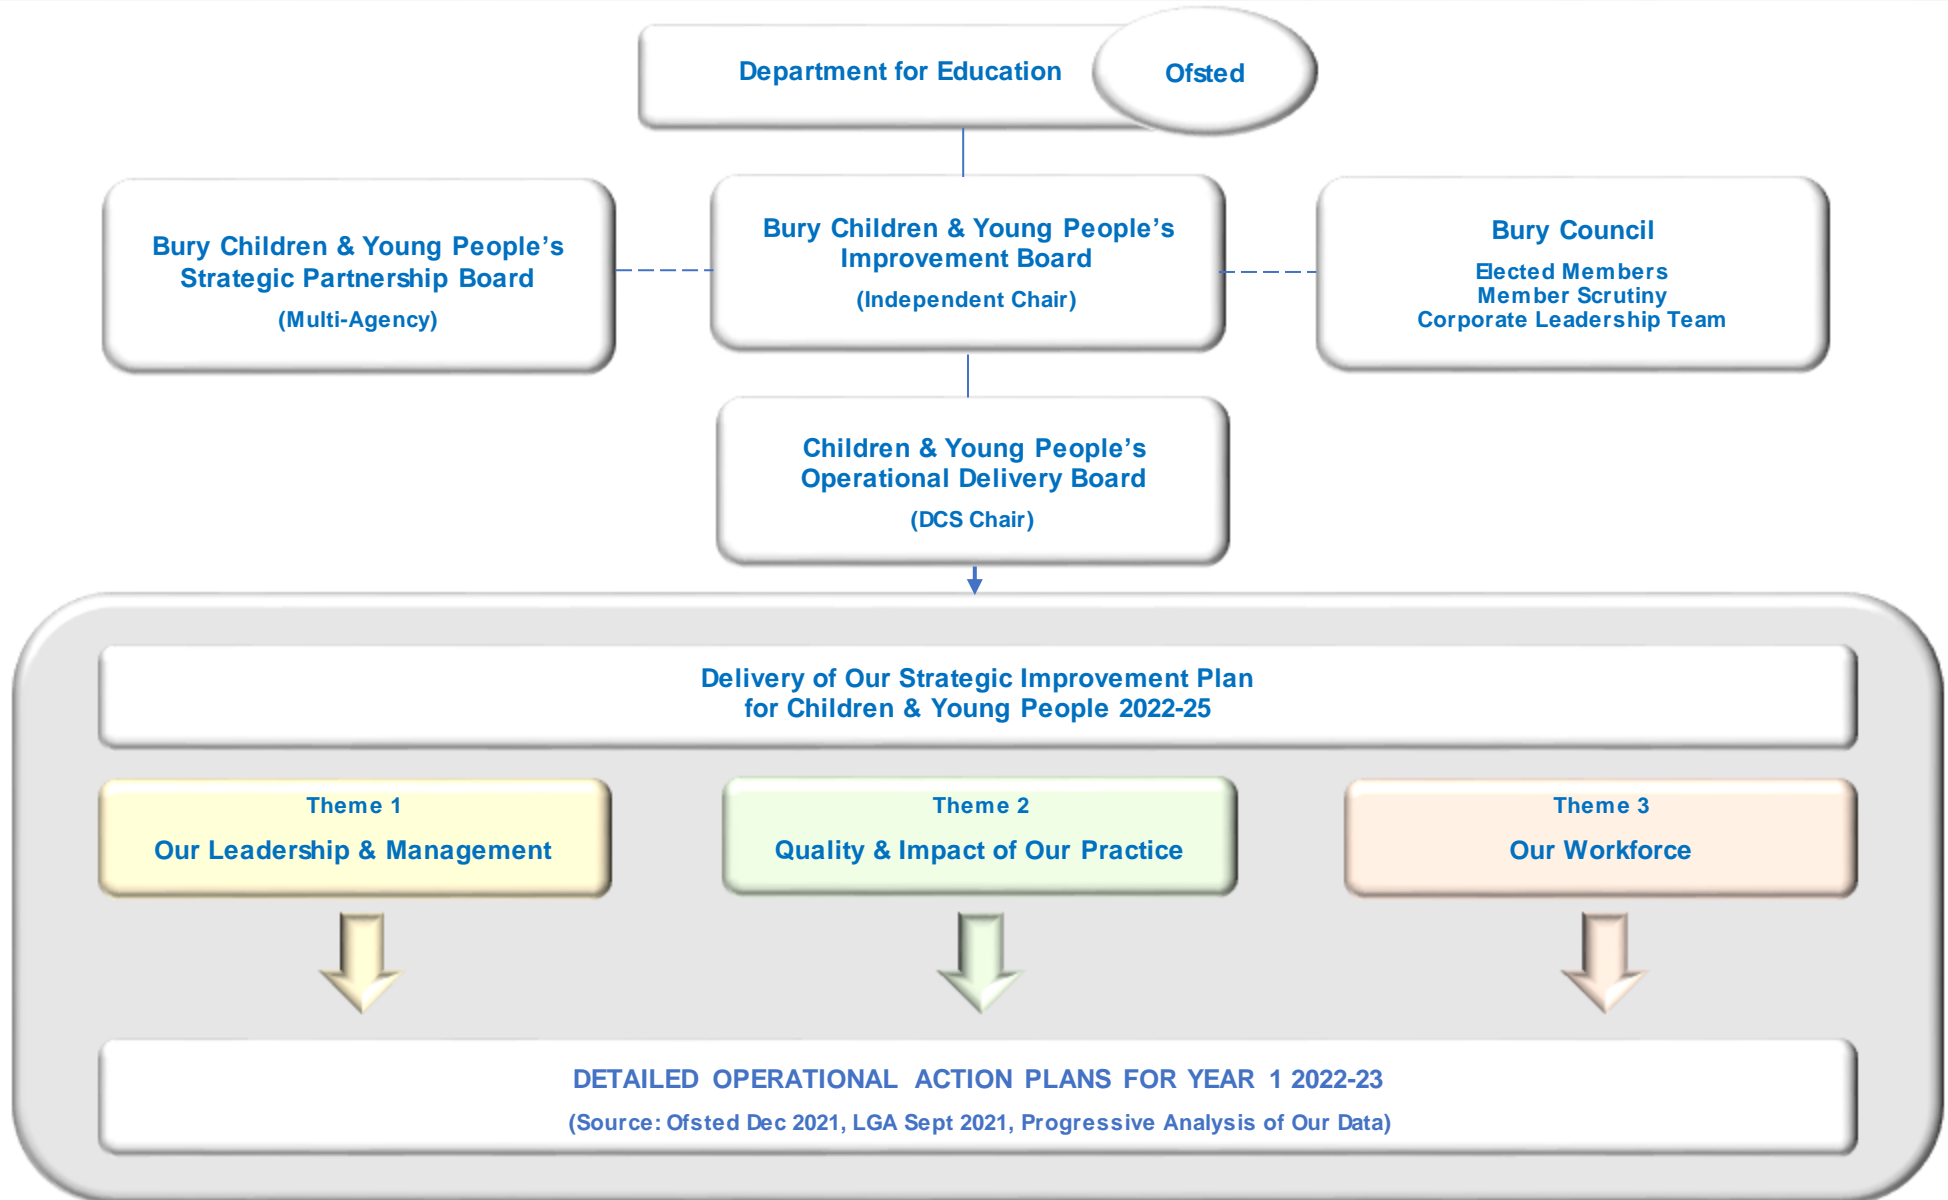 Department for Education
Ofsted
Bury Children & Young People’s
Strategic Partnership Board
(Multi-Agency)
Bury Children & Young People’s
Improvement Board
(Independent Chair)
Bury Council
Elected Members
Member Scrutiny
Corporate Leadership Team
Children & Young People’s
Operational Delivery Board
(DCS Chair)
Delivery of Our Strategic Improvement Plan
for Children & Young People 2022-25
Theme 1
Our Leadership & Management
Theme 2
Quality & Impact of Our Practice
Theme 3
Our Workforce
DETAILED OPERATIONAL ACTION PLANS FOR YEAR 1 2022-23
(Source: Ofsted Dec 2021, LGA Sept 2021, Progressive Analysis of Our Data)